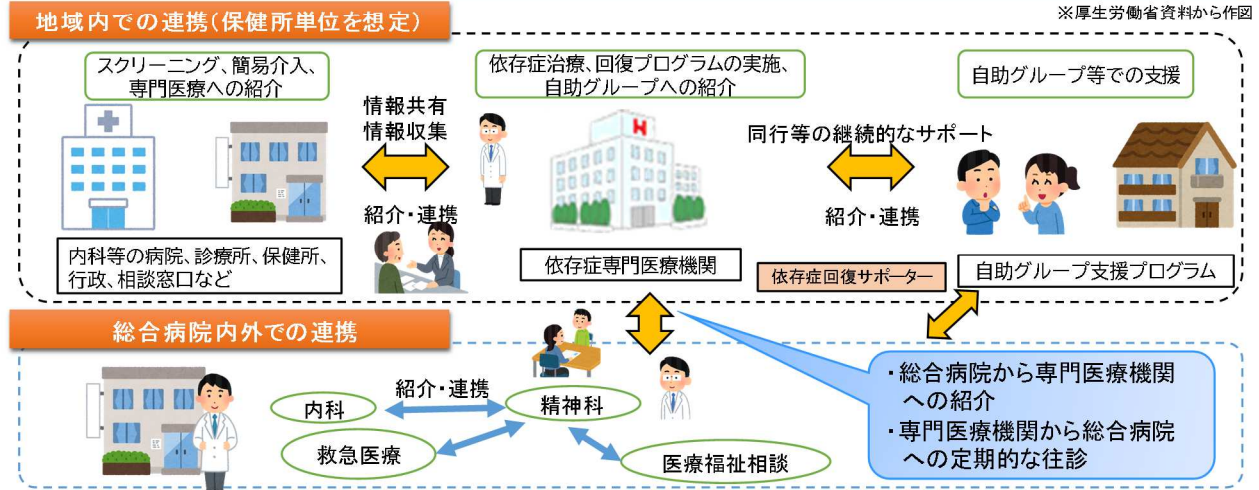 地域内での連携(保健所単位を想定)
※厚生労働省資料から作図
スクリーニング、簡易介入、
専門医療への紹介
依存症治療、回復プログラムの実施、
自助グループへの紹介
自助グループ等での支援
情報共有
情報収集
紹介・連携
同行等の継続的なサポート
紹介・連携
内科等の病院、診療所、保健所、
行政、相談窓口など
H
依存症専門医療機関
依存症回復サポーター
自助グループ支援プログラム
総合病院内外での連携
紹介・連携
内科
精神科
救急医療
医療福祉相談
・総合病院から専門医療機関
への紹介
・専門医療機関から総合病院
への定期的な往診